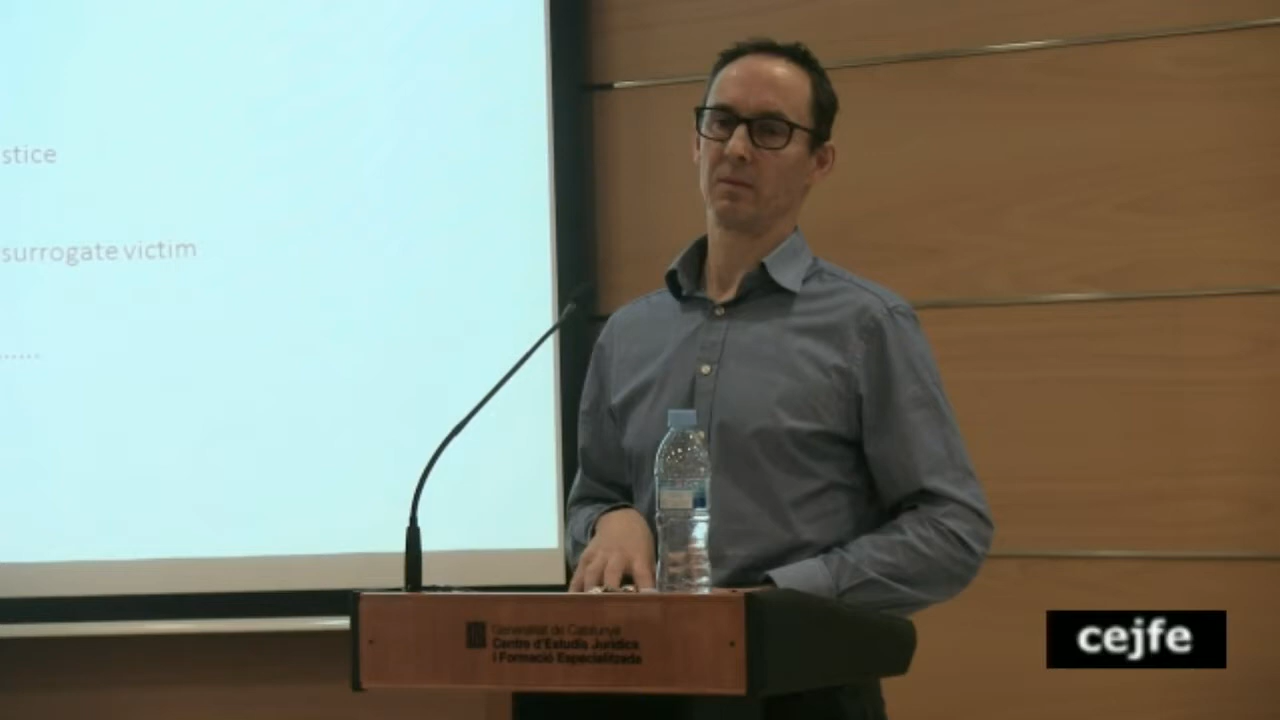 stice
surrogate victim
......
Generalitat de Catalunya
Centre d'Estudis Jurídics
i Formació Especialitzada
cejfe